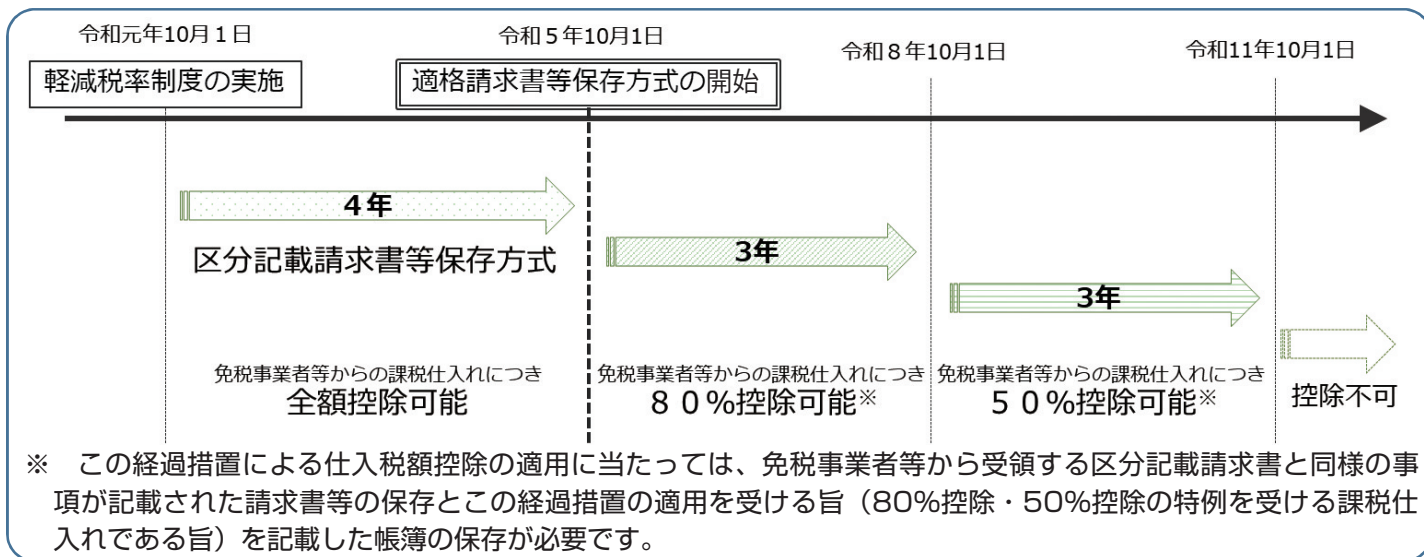 令和元年10月１日
令和５年10月1日
令和８年10月1日
令和11年10月1日
軽減税率制度の実施
適格請求書等保存方式の開始
４年
区分記載請求書等保存方式
3年
3年
免税事業者等からの課税仕入れにつき
全額控除可能
免税事業者等からの課税仕入れにつき
８０%控除可能※
免税事業者等からの課税仕入れにつき
５０%控除可能※
控除不可
※　この経過措置による仕入税額控除の適用に当たっては、免税事業者等から受領する区分記載請求書と同様の事
項が記載された請求書等の保存とこの経過措置の適用を受ける旨（80％控除・50％控除の特例を受ける課税仕
入れである旨）を記載した帳簿の保存が必要です。